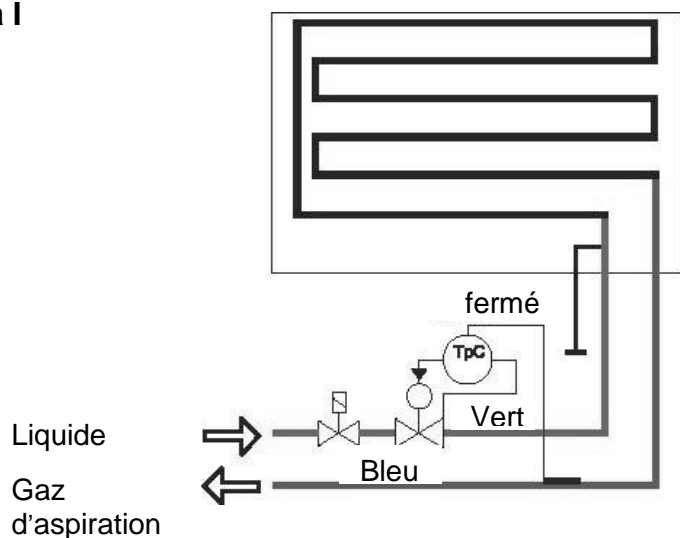 I
fermé
TpC
Vert
Liquide
Bleu
Gaz
d'aspiration